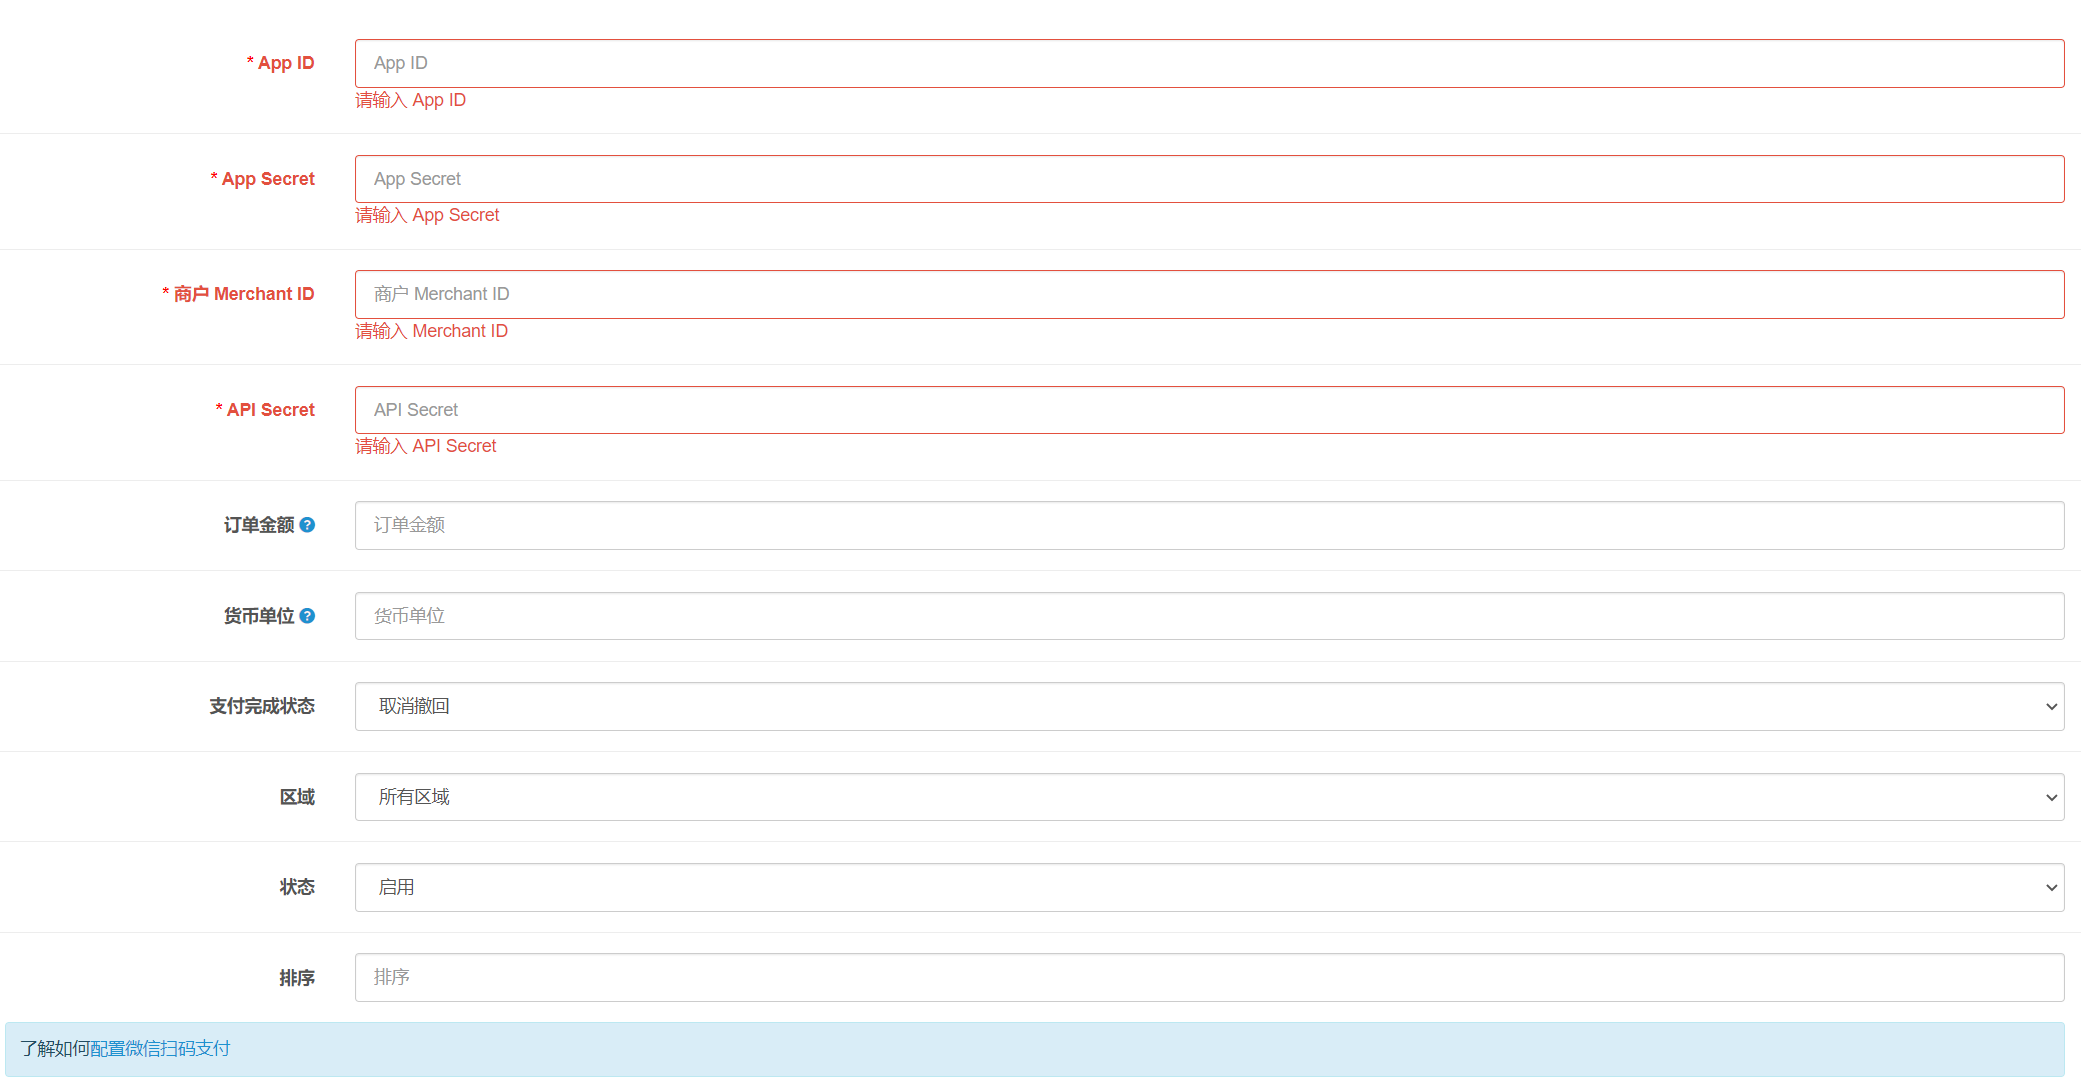 * App ID
App ID
请输入 App ID
* App Secret
App Secret
请输入 App Secret
* 商户 Merchant ID
商户 Merchant ID
请输入 Merchant ID
* API Secret
API Secret
请输入 API Secret
订单金额 ?
订单金额
货币单位 ?
货币单位
支付完成状态
取消撤回
区域
所有区域
状态
启用
排序
排序
了解如何配置微信扫码支付